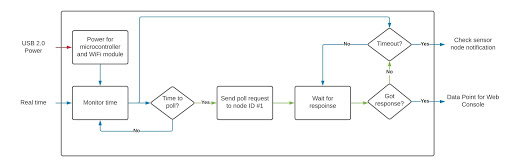 USB 2.0
Power
Power for
microcontroller
and WiFi module
Timeout?
Yes
Check sensor
node notification
No
No
Real time
Monitor time
Time to
poll?
Yes
Send poll request
to node ID #1
Wait for
response
Got
response?
Yes
Data Point for Web
Console
No